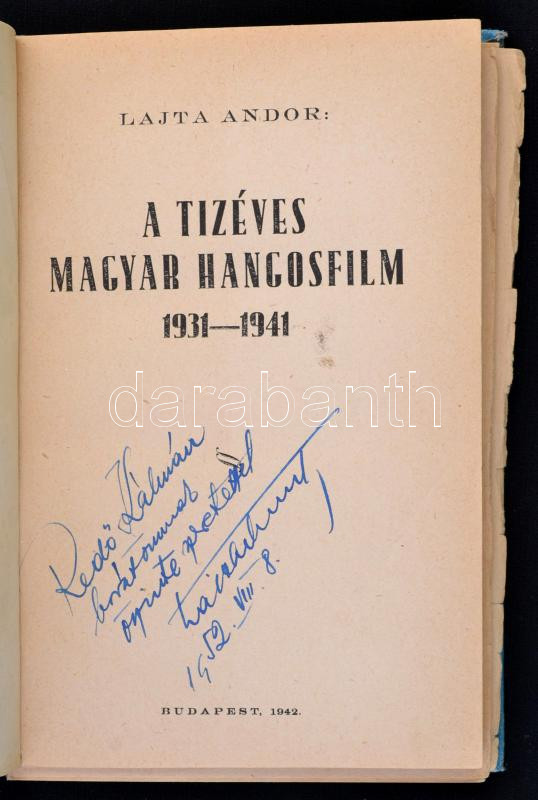 LAJTA ANDOR:
A TIZÉVES
MAGYAR HANGOSFILM
1931—1941
darabanth
Redő Kálmán
barátomnak
őszinte szeretettel
1952. VIII. 8.
BUDAPEST, 1942.